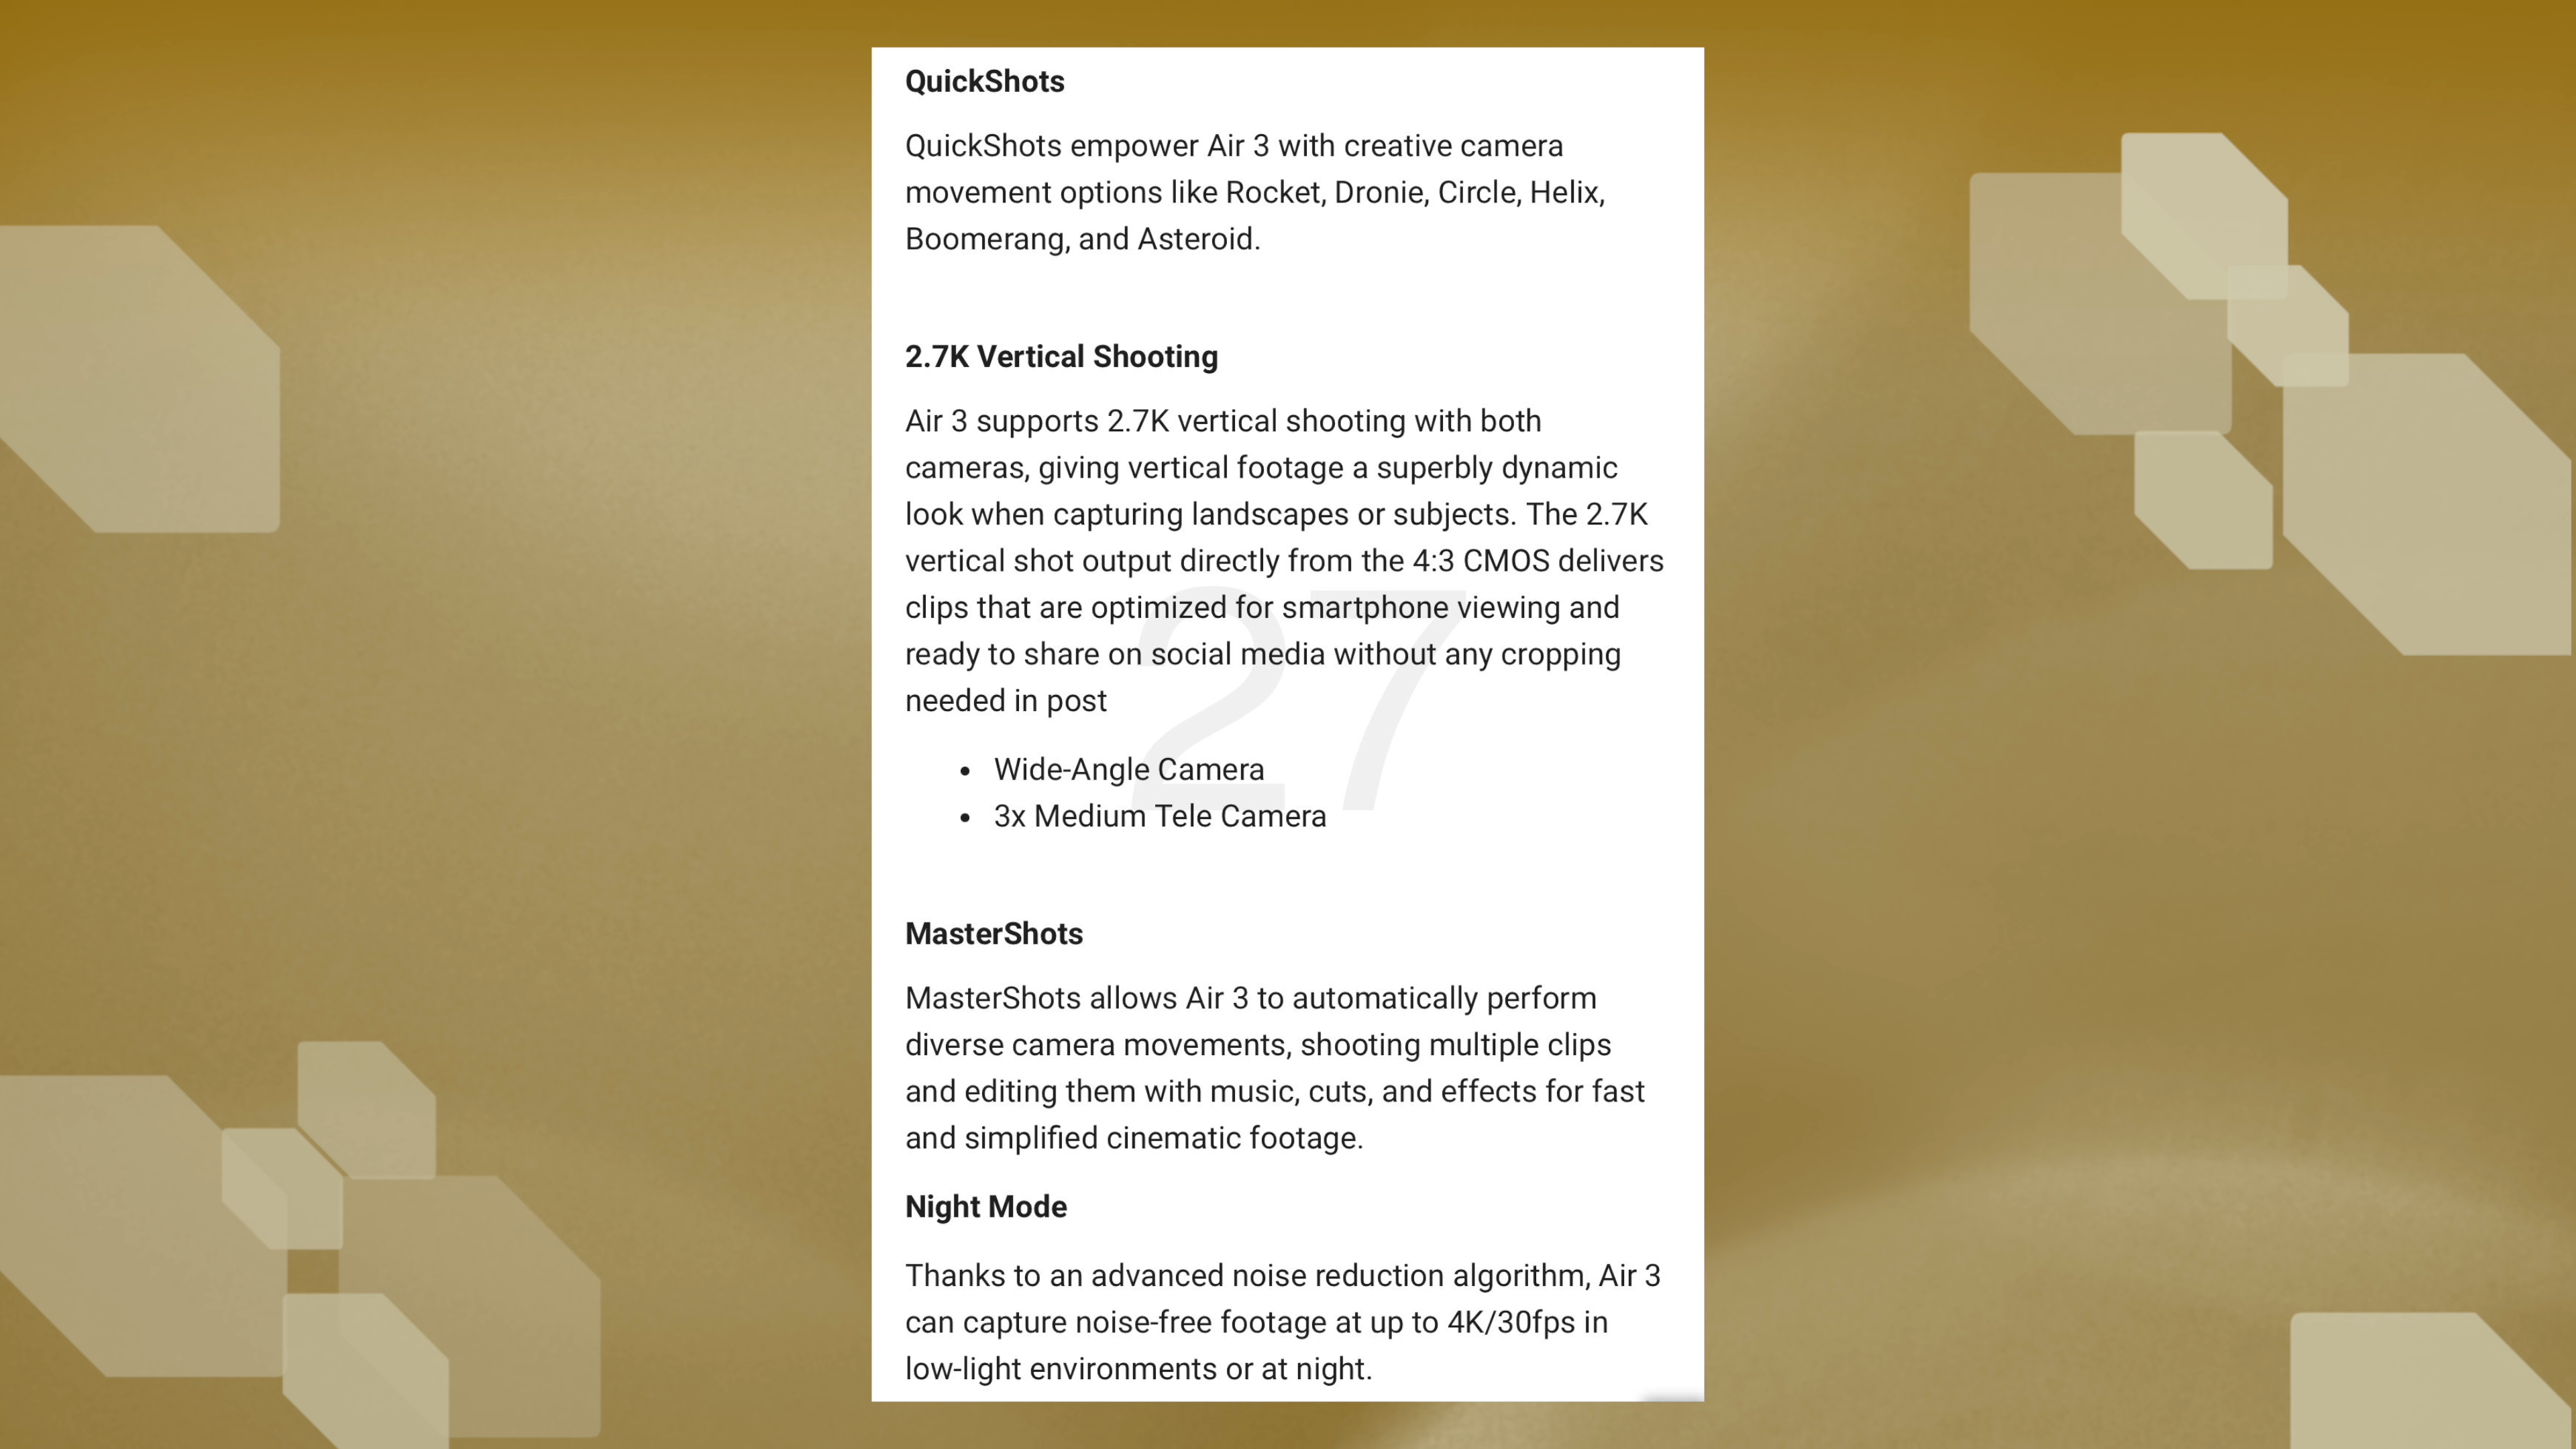 QuickShots
QuickShots empower Air 3 with creative camera
movement options like Rocket, Dronie, Circle, Helix,
Boomerang, and Asteroid.
2.7K Vertical Shooting
Air 3 supports 2.7K vertical shooting with both
cameras, giving vertical footage a superbly dynamic
look when capturing landscapes or subjects. The 2.7K
vertical shot output directly from the 4:3 CMOS delivers
clips that are optimized for smartphone viewing and
ready to share on social media without any cropping
needed in post
27
• Wide-Angle Camera
• 3x Medium Tele Camera
MasterShots
MasterShots allows Air 3 to automatically perform
diverse camera movements, shooting multiple clips
and editing them with music, cuts, and effects for fast
and simplified cinematic footage.
Night Mode
Thanks to an advanced noise reduction algorithm, Air 3
can capture noise-free footage at up to 4K/30fps in
low-light environments or at night.